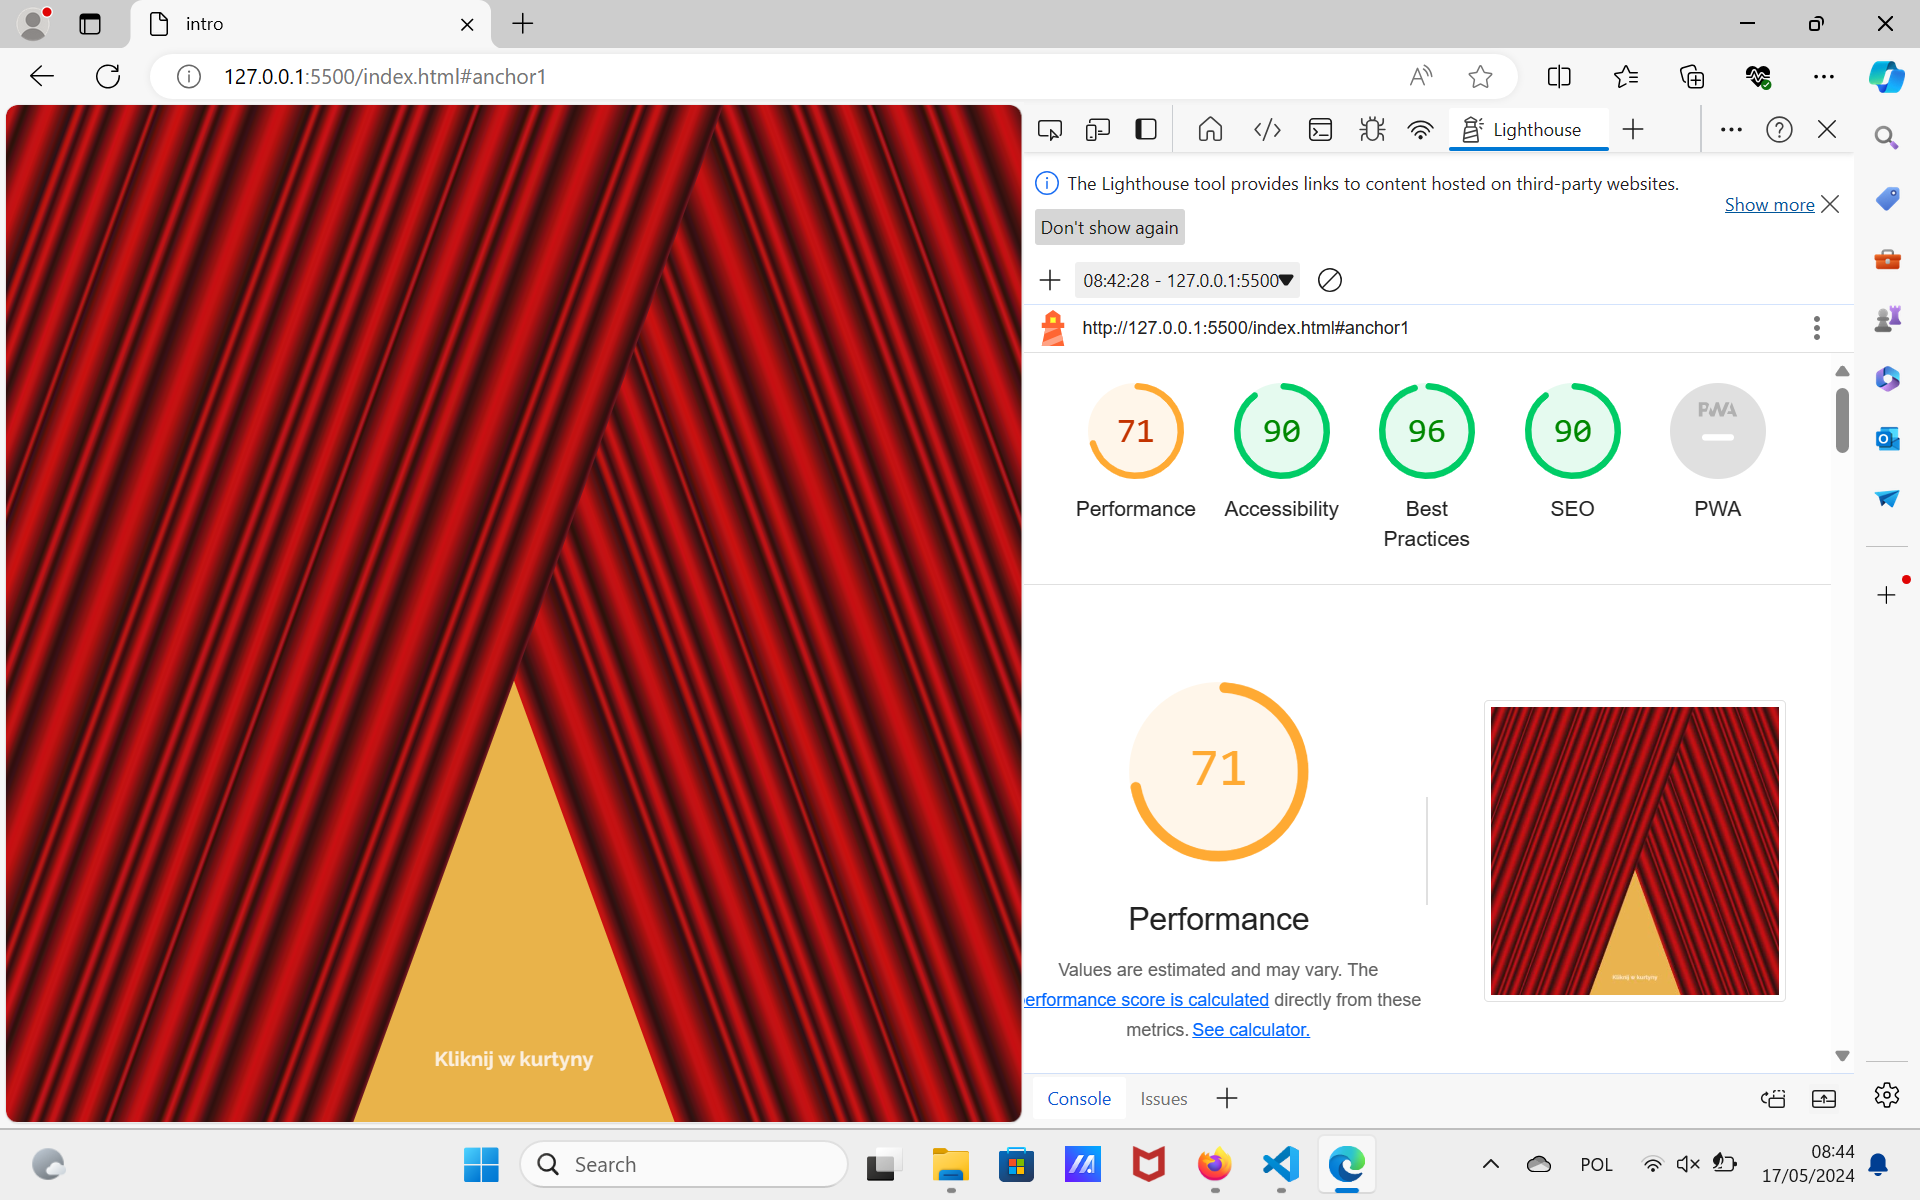 intro
127.0.0.1:5500/index.html#anchor1
Lighthouse
The Lighthouse tool provides links to content hosted on third-party websites.
Show more
Don't show again
08:42:28 - 127.0.0.1:5500
http://127.0.0.1:5500/index.html#anchor1
71
90
96
90
PWA
Performance
Accessibility
Best
Practices
SEO
PWA
71
Performance
Values are estimated and may vary. The
erformance score is calculated directly from these
metrics. See calculator.
Kliknij w kurtyny
Kliknij w kurtyny
Console
Issues
Search
POL
08:44
17/05/2024